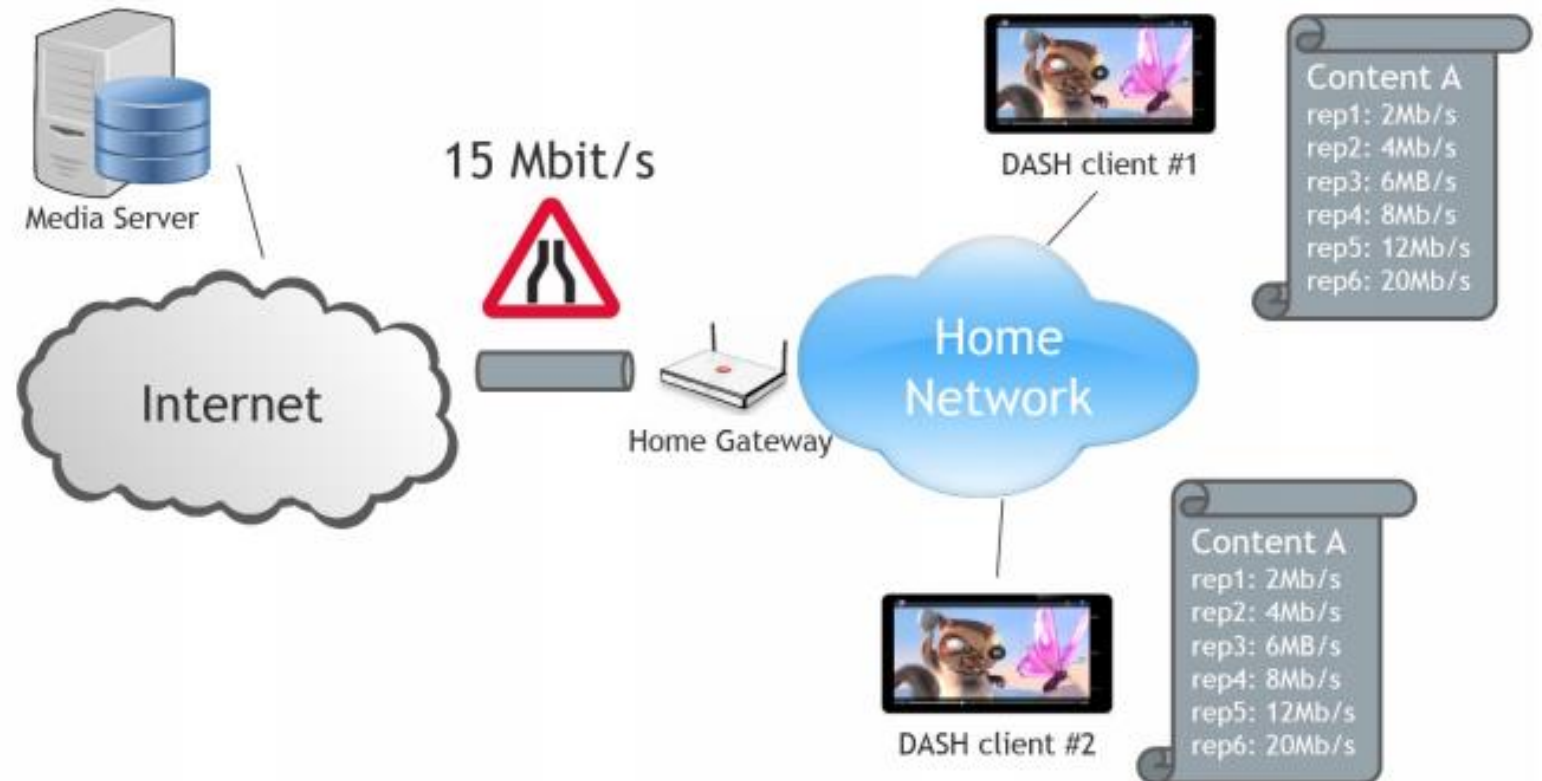 Media Server
15 Mbit/s
Internet
Home Gateway
Home
Network
DASH client #1
Content A
rep1: 2Mb/s
rep2: 4Mb/s
rep3: 6MB/s
rep4: 8Mb/s
rep5: 12Mb/s
rep6: 20Mb/s
DASH client #2
Content A
rep1: 2Mb/s
rep2: 4Mb/s
rep3: 6MB/s
rep4: 8Mb/s
rep5: 12Mb/s
rep6: 20Mb/s